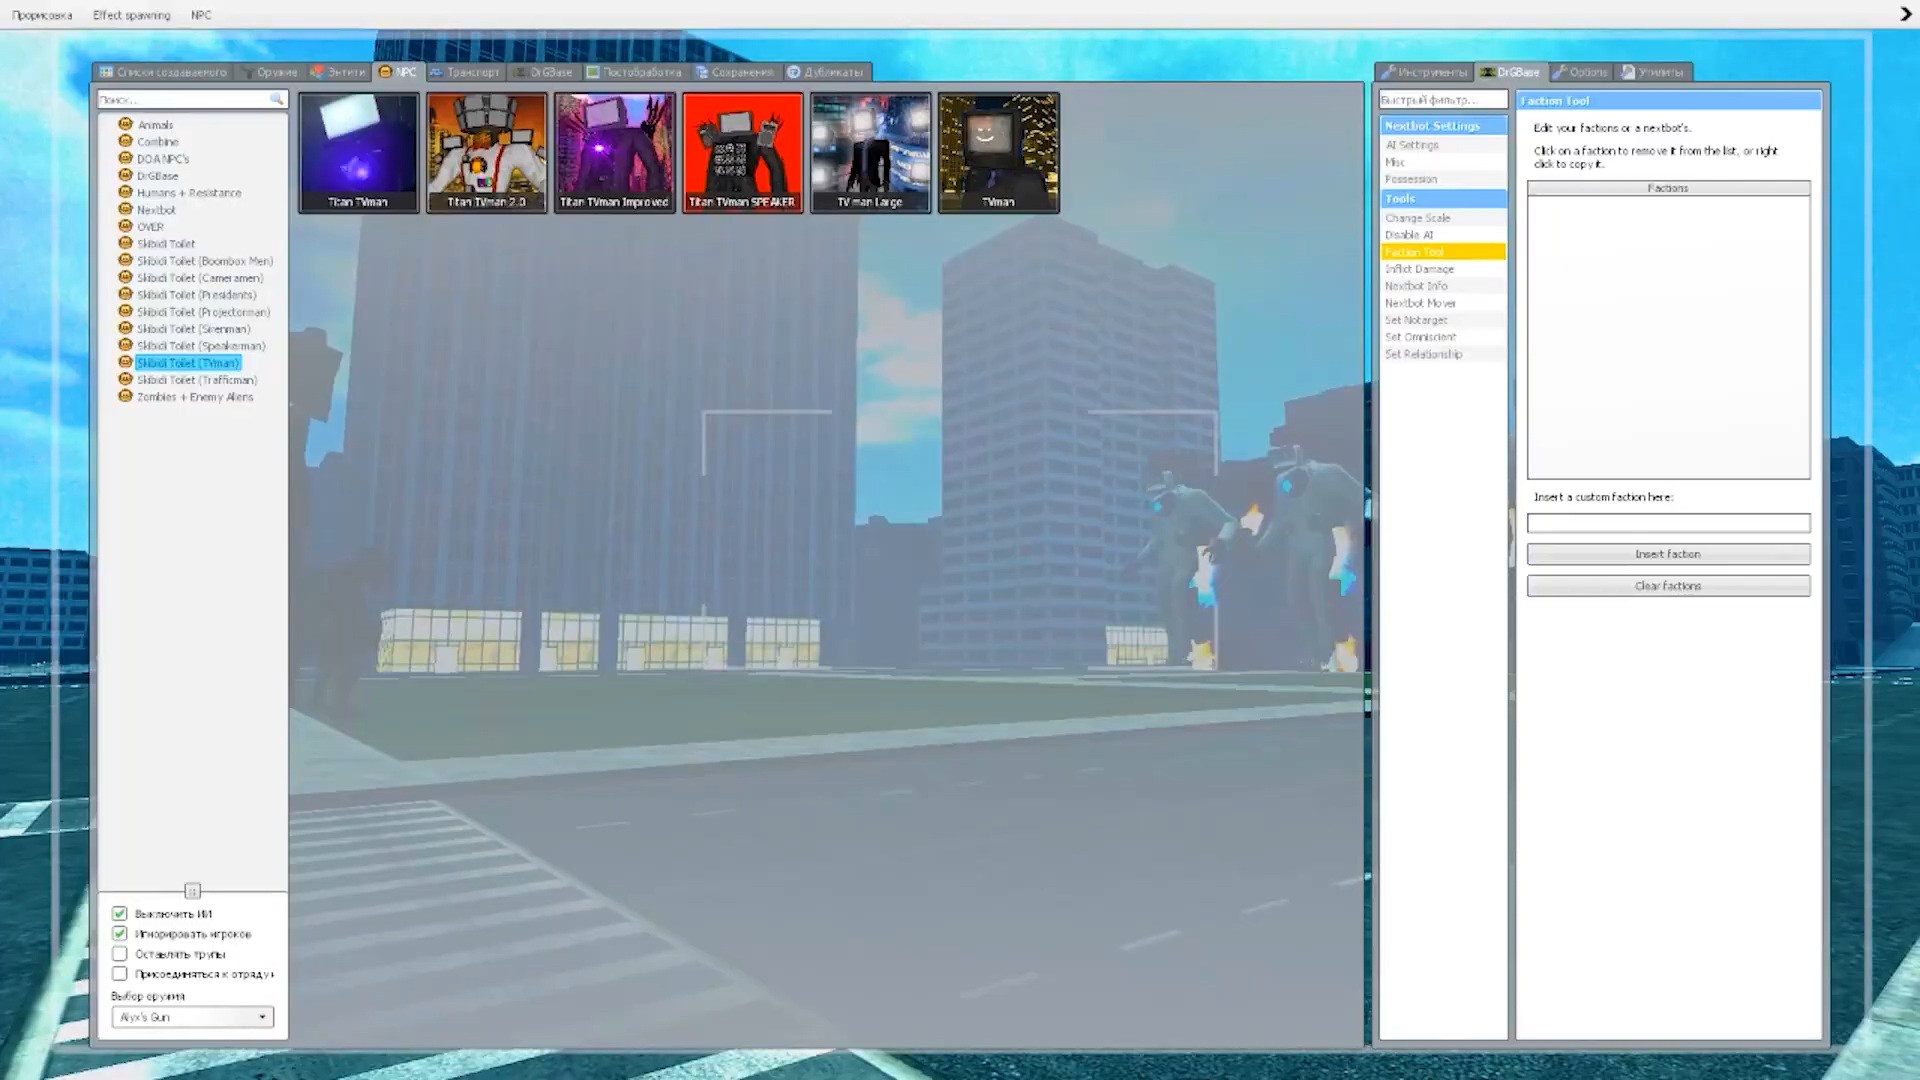 Прорисовка Effect spawning NPC
Списки создаваемого Оружие Энтити NPC Транспорт DrGBase Постобработка Сохранения Дубликаты
Поиск...
Animals
Combine
DOA NPC's
DrGBase
Humans + Resistance
Nextbot
OVER
Skibidi Toilet
Skibidi Toilet (Boombox Men)
Skibidi Toilet (Cameramen)
Skibidi Toilet (Presidents)
Skibidi Toilet (Projectorman)
Skibidi Toilet (Sirenman)
Skibidi Toilet (Speakerman)
Skibidi Toilet (TVman)
Skibidi Toilet (Trafficman)
Zombies + Enemy Aliens
Выключить ИИ
Игнорировать игроков
Оставлять трупы
Присоединяться к отряду
Выбор оружия
Alyx's Gun
Titan TVman
Titan TVman 2.0
Titan TVman Improved
Titan TVman SPEAKER
TV man Large
TVman
Инструменты DrGBase Options Утилиты
Быстрый фильтр...
Nextbot Settings
AI Settings
Misc
Possession
Tools
Change Scale
Disable AI
Faction Tool
Inflict Damage
Nextbot Info
Nextbot Mover
Set Notarget
Set Omniscient
Set Relationship
Faction Tool
Edit your factions or a nextbot's.
Click on a faction to remove it from the list, or right
click to copy it.
Factions
Insert a custom faction here:
Insert faction
Clear factions